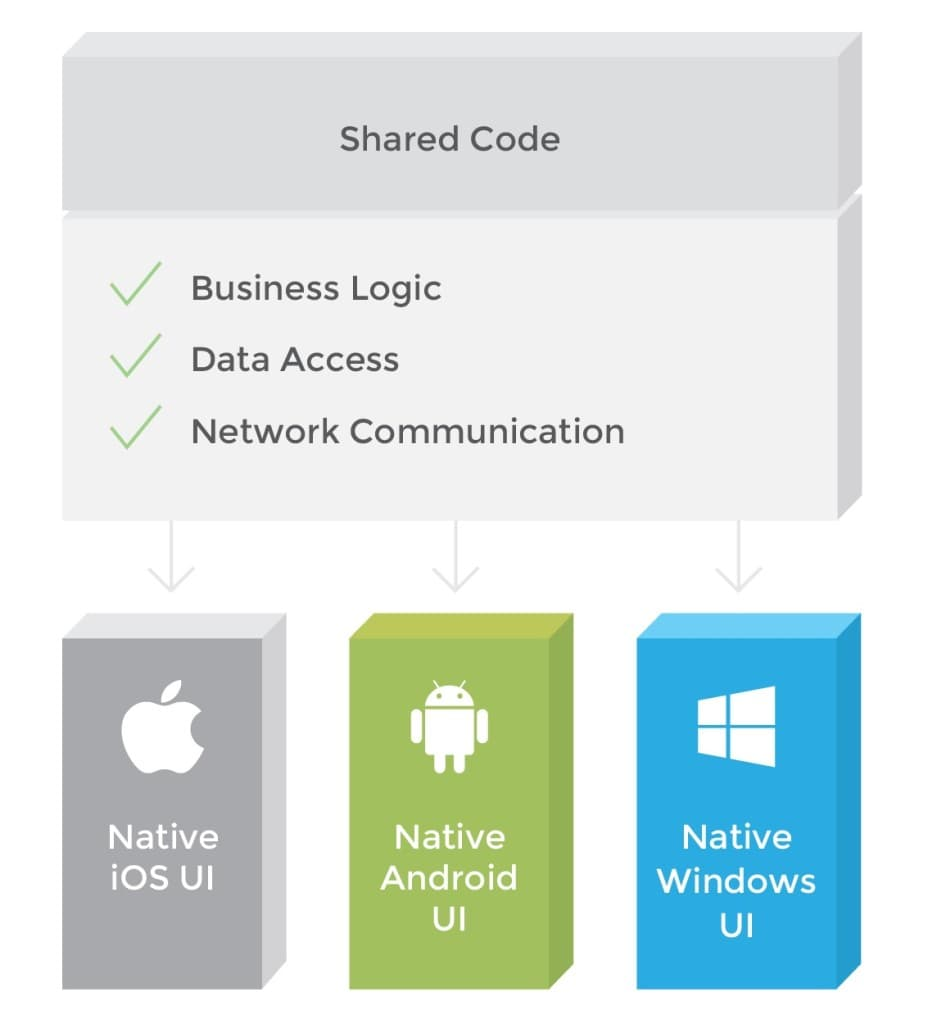 Shared Code
Business Logic
Data Access
Network Communication
Native
iOS UI
Native
Android
UI
Native
Windows
UI